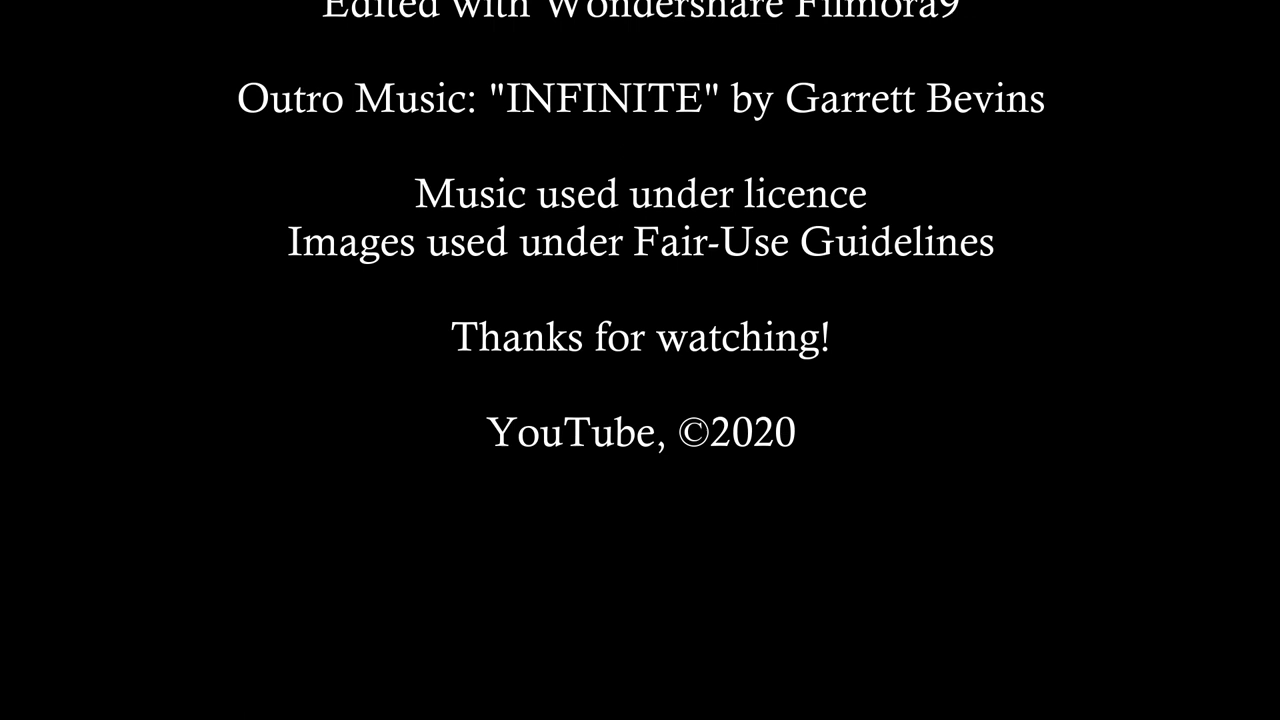 Edited with Wondershare Filmora9
Outro Music: "INFINITE" by Garrett Bevins
Music used under licence
Images used under Fair-Use Guidelines
Thanks for watching!
YouTube, ©2020